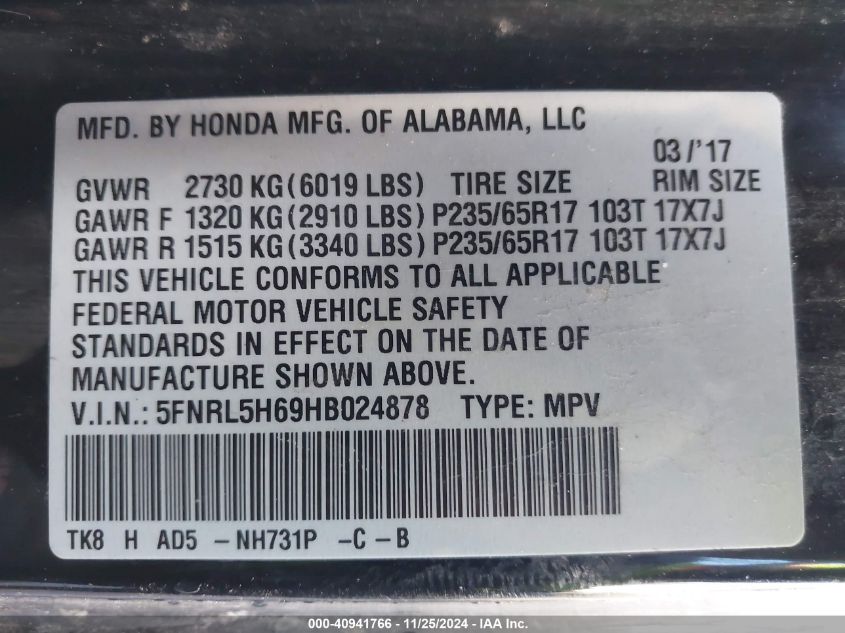 MFD. BY HONDA MFG. OF ALABAMA, LLC
03/'17
GVWR 2730 KG(6019 LBS) TIRE SIZE RIM SIZE
GAWR F 1320 KG(2910 LBS) P235/65R17 103T 17X7J
GAWR R 1515 KG(3340 LBS) P235/65R17 103T 17X7J
THIS VEHICLE CONFORMS TO ALL APPLICABLE
FEDERAL MOTOR VEHICLE SAFETY
STANDARDS IN EFFECT ON THE DATE OF
MANUFACTURE SHOWN ABOVE.
V.I.N.: 5FNRL5H69HB024878 TYPE: MPV
TK8 H AD5 -NH731P -C-B
000-40941766 - 11/25/2024 - IAA Inc.